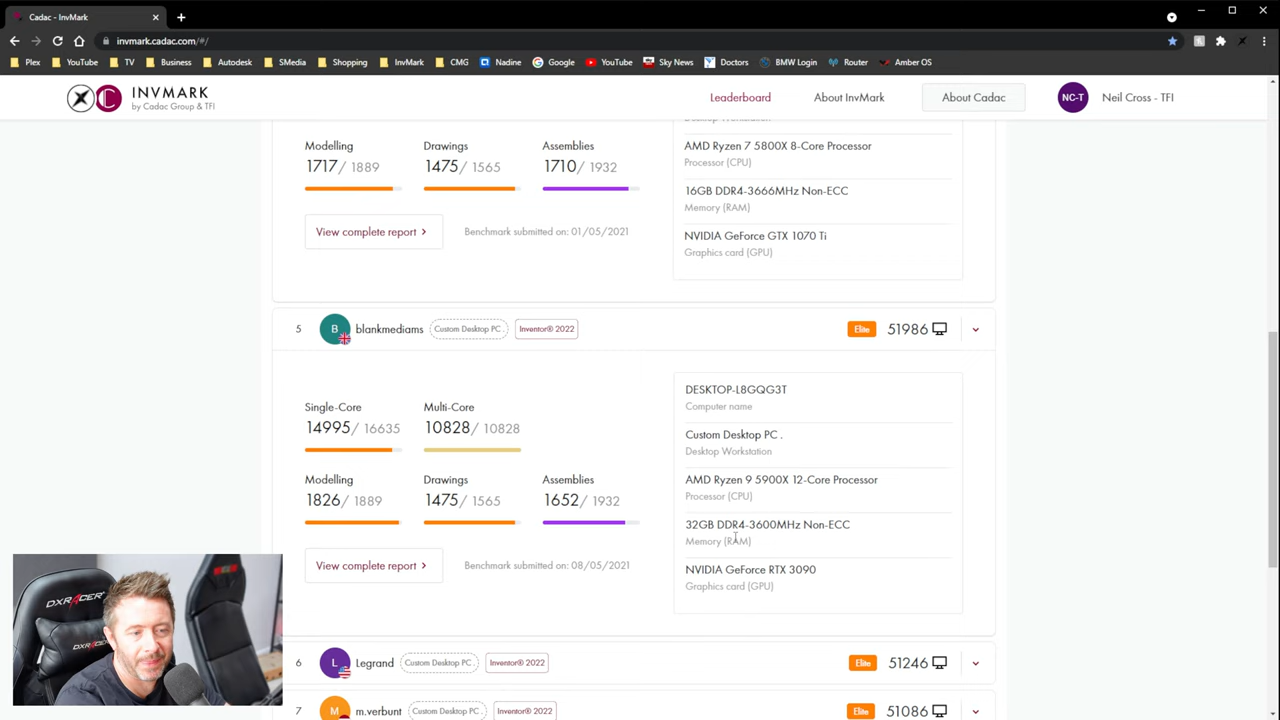 Cadac - InvMark
invmark.cadac.com/#/
Plex YouTube TV Business Autodesk SMedia Shopping InvMark CMG Nadine Google YouTube Sky News Doctors BMW Login Router Amber OS
INVMARK
by Cadac Group & TFI
Leaderboard About InvMark About Cadac NC-T Neil Cross - TFI
Desktop Workstation
Modelling Drawings Assemblies
1717/ 1889 1475/ 1565 1710/ 1932
View complete report > Benchmark submitted on: 01/05/2021
AMD Ryzen 7 5800X 8-Core Processor
Processor (CPU)
16GB DDR4-3666MHz Non-ECC
Memory (RAM)
NVIDIA GeForce GTX 1070 Ti
Graphics card (GPU)
5 B blankmediams Custom Desktop PC . Inventor® 2022 Elite 51986
Single-Core Multi-Core
14995/ 16635 10828/ 10828
Modelling Drawings Assemblies
1826/ 1889 1475/ 1565 1652/ 1932
View complete report > Benchmark submitted on: 08/05/2021
DESKTOP-L8GQG3T
Computer name
Custom Desktop PC .
Desktop Workstation
AMD Ryzen 9 5900X 12-Core Processor
Processor (CPU)
32GB DDR4-3600MHz Non-ECC
Memory (RAM)
NVIDIA GeForce RTX 3090
Graphics card (GPU)
6 L Legrand Custom Desktop PC . Inventor® 2022 Elite 51246
7 M m.verbunt Custom Desktop PC . Inventor® 2022 Elite 51086
DXRACER
DXRACER